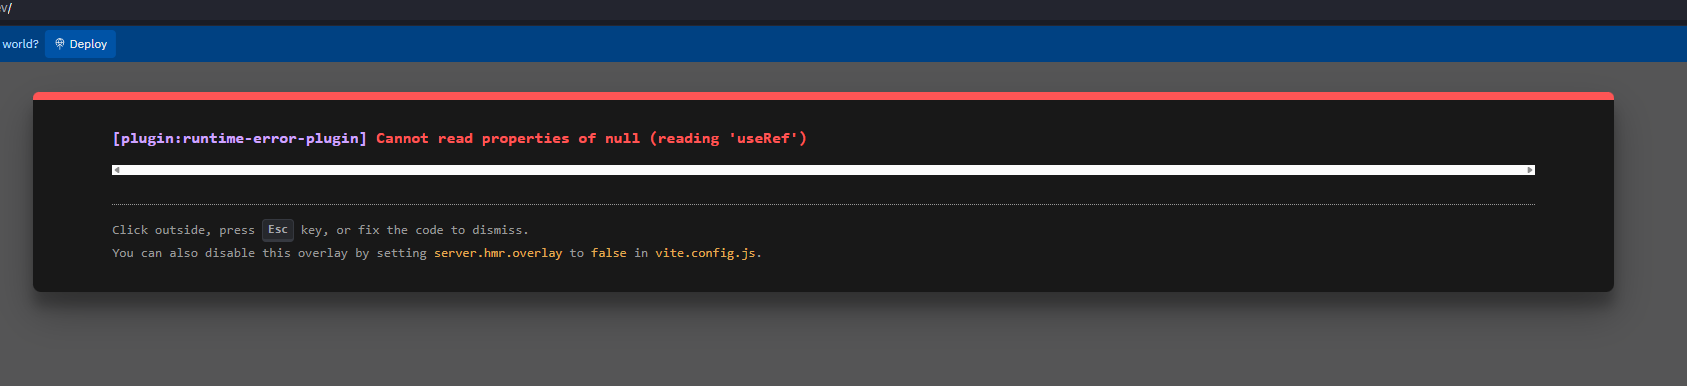 v/
world? Deploy
[plugin:runtime-error-plugin] Cannot read properties of null (reading 'useRef')
Click outside, press Esc key, or fix the code to dismiss.
You can also disable this overlay by setting server.hmr.overlay to false in vite.config.js.